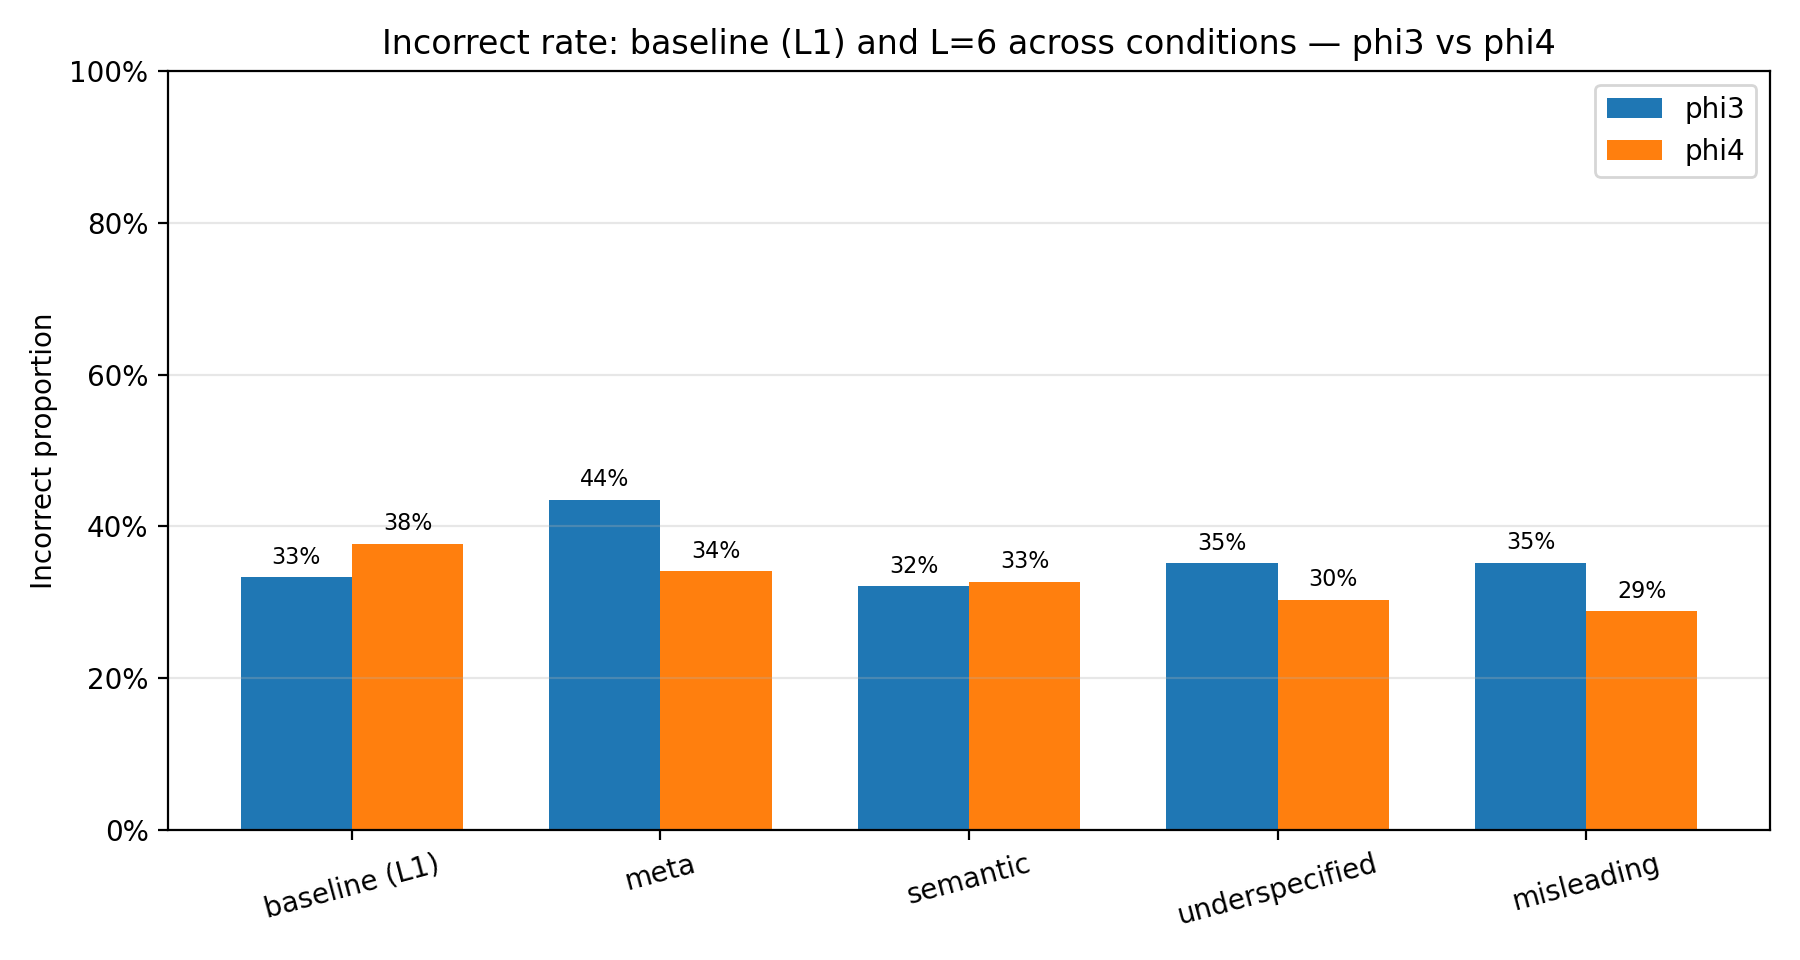 Incorrect rate: baseline (L1) and L=6 across conditions — phi3 vs phi4
100%
80%
60%
40%
20%
0%
Incorrect proportion
phi3
phi4
33%
38%
44%
34%
32%
33%
35%
30%
35%
29%
baseline (L1)
meta
semantic
underspecified
misleading